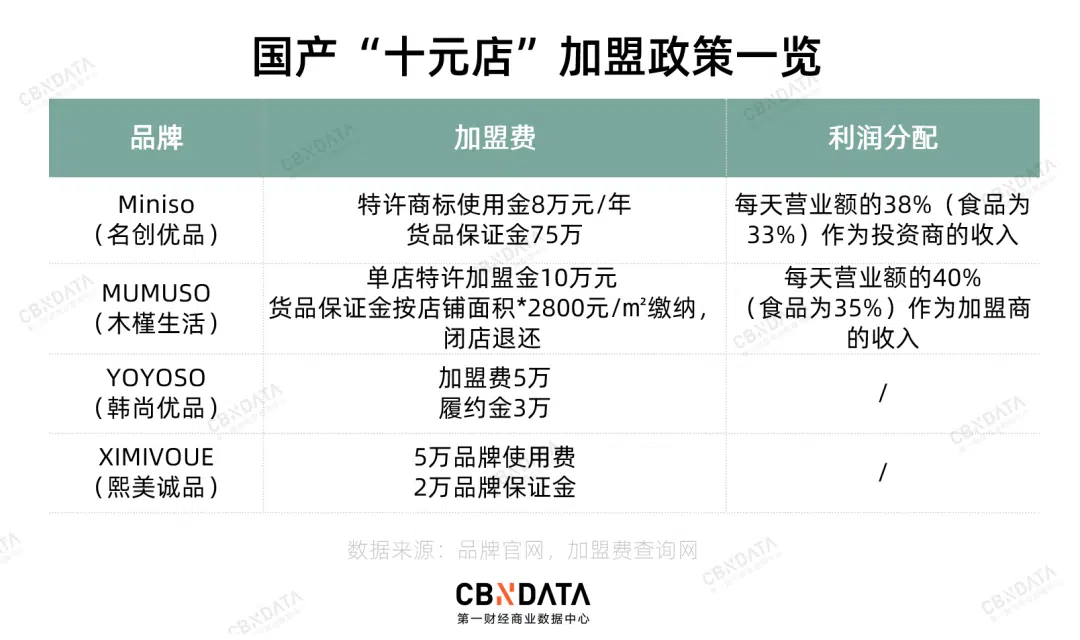 国产“十元店”加盟政策一览
品牌
加盟费
利润分配
Miniso
（名创优品）
特许商标使用金8万元/年
货品保证金75万
每天营业额的38%（食品为
33%）作为投资商的收入
MUMUSO
（木槿生活）
单店特许加盟金10万元
货品保证金按店铺面积*2800元/㎡缴纳，
闭店退还
每天营业额的40%
（食品为35%）作为加盟商
的收入
YOYOSO
（韩尚优品）
加盟费5万
履约金3万
/
XIMIVOUE
（熙美诚品）
5万品牌使用费
2万品牌保证金
/
数据来源：品牌官网，加盟费查询网
CBNDATA
第一财经商业数据中心